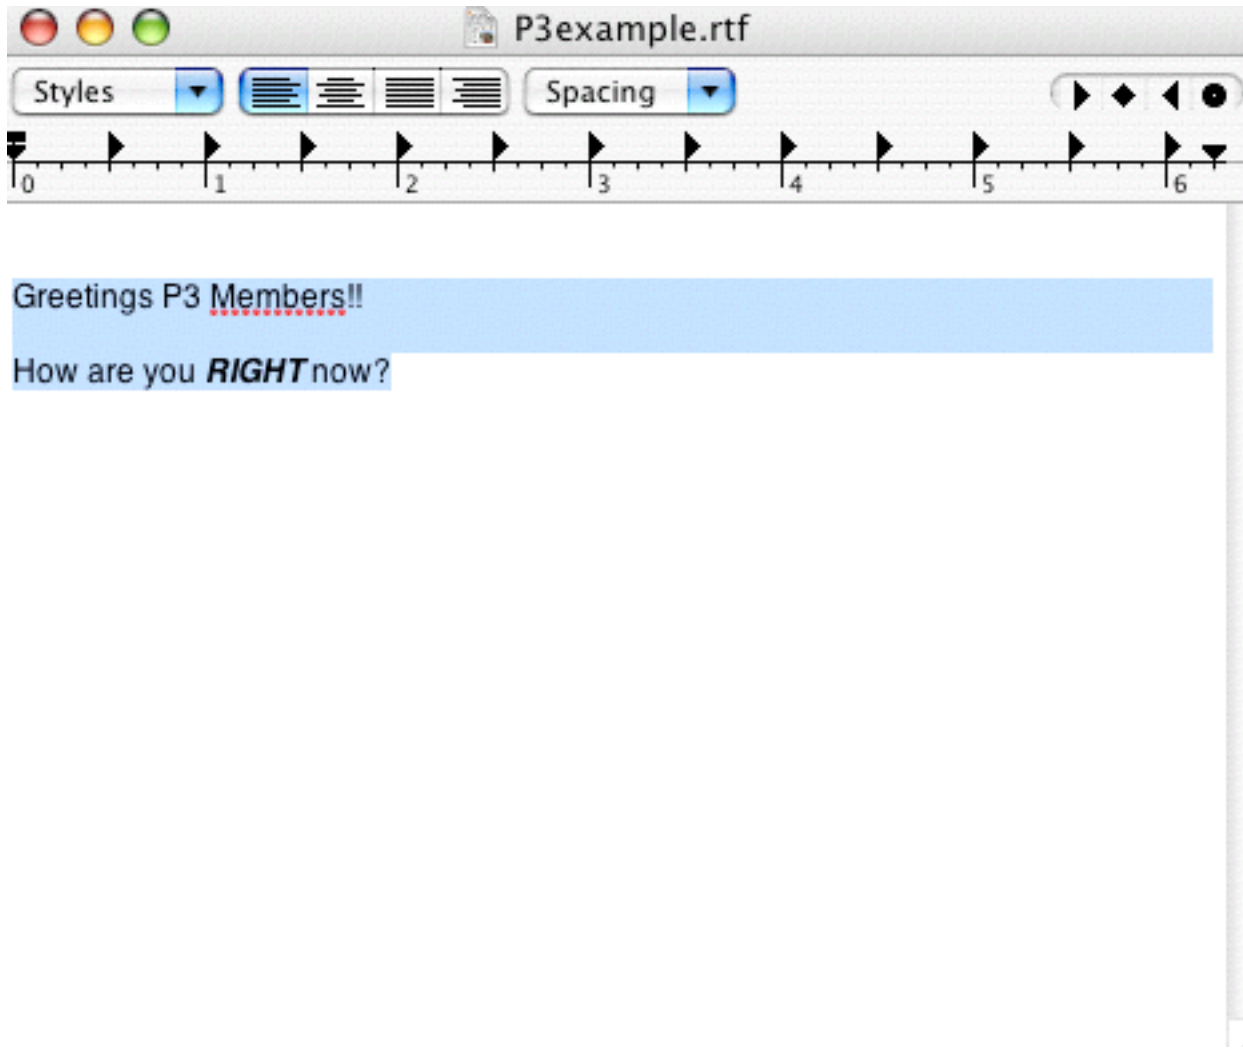 P3example.rtf
Styles Spacing
0 1 2 3 4 5 6
Greetings P3 Members!!
How are you RIGHT now?